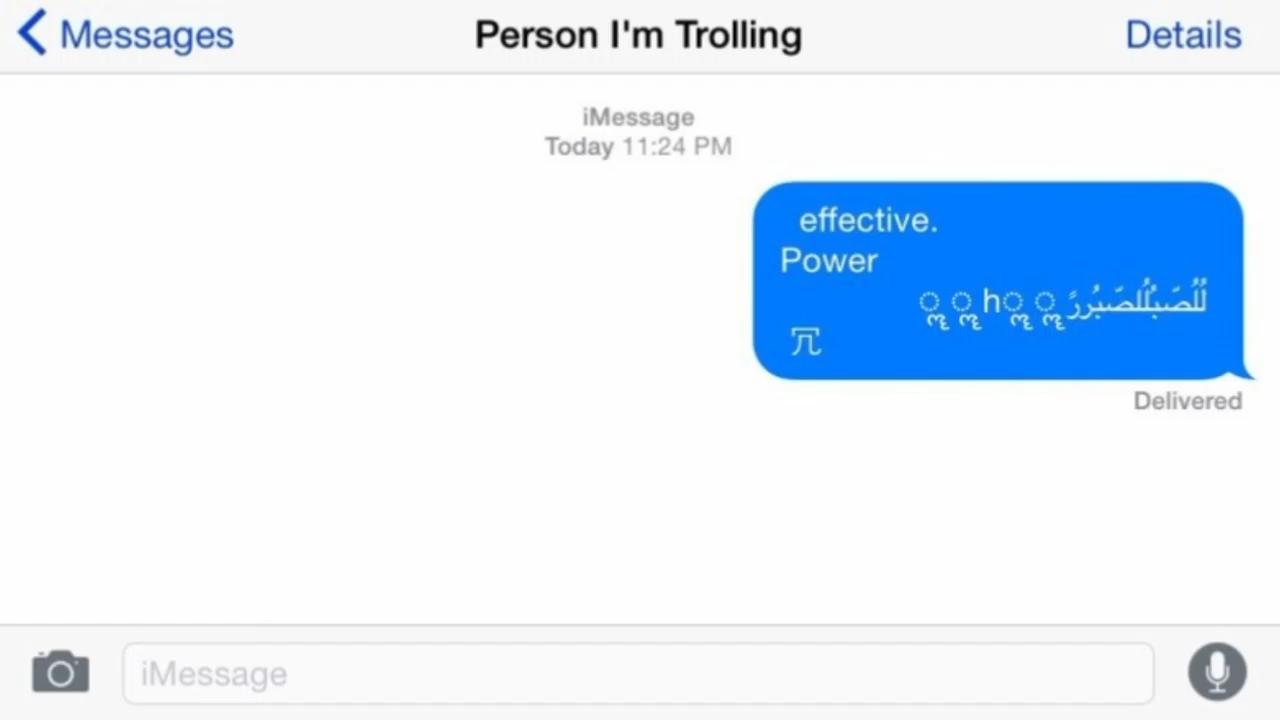 Messages
Person I'm Trolling
Details
iMessage
Today 11:24 PM
effective.
Power
لُلُصّبُلُلصّبُررً ॣ ॣh ॣ ॣ
冗
Delivered
iMessage